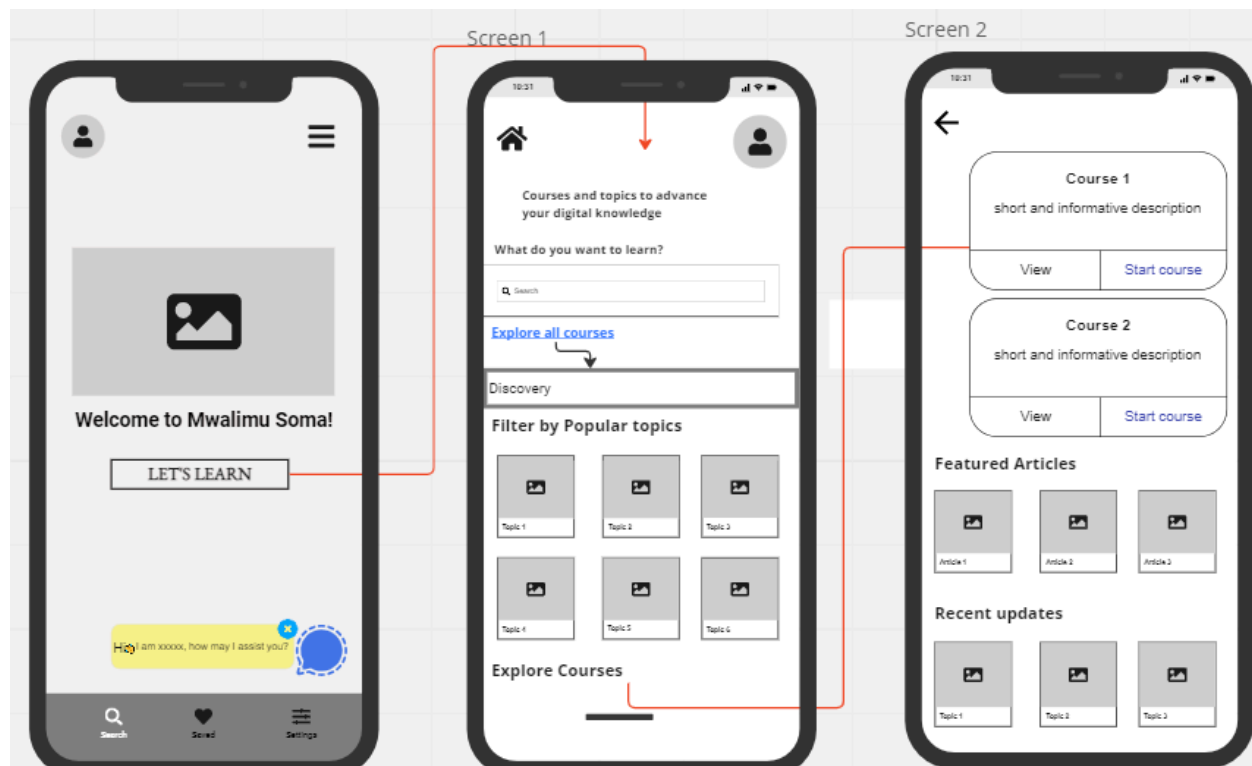 Screen 1
Screen 2
Welcome to Mwalimu Soma!
LET'S LEARN
I am xxxxx, how may I assist you?
Search
Saved
Settings
10:31
Courses and topics to advance
your digital knowledge
What do you want to learn?
Search
Explore all courses
Discovery
Filter by Popular topics
Topic 1
Topic 2
Topic 3
Topic 4
Topic 5
Topic 6
Explore Courses
10:31
Course 1
short and informative description
View
Start course
Course 2
short and informative description
View
Start course
Featured Articles
Article 1
Article 2
Article 3
Recent updates
Topic 1
Topic 2
Topic 3